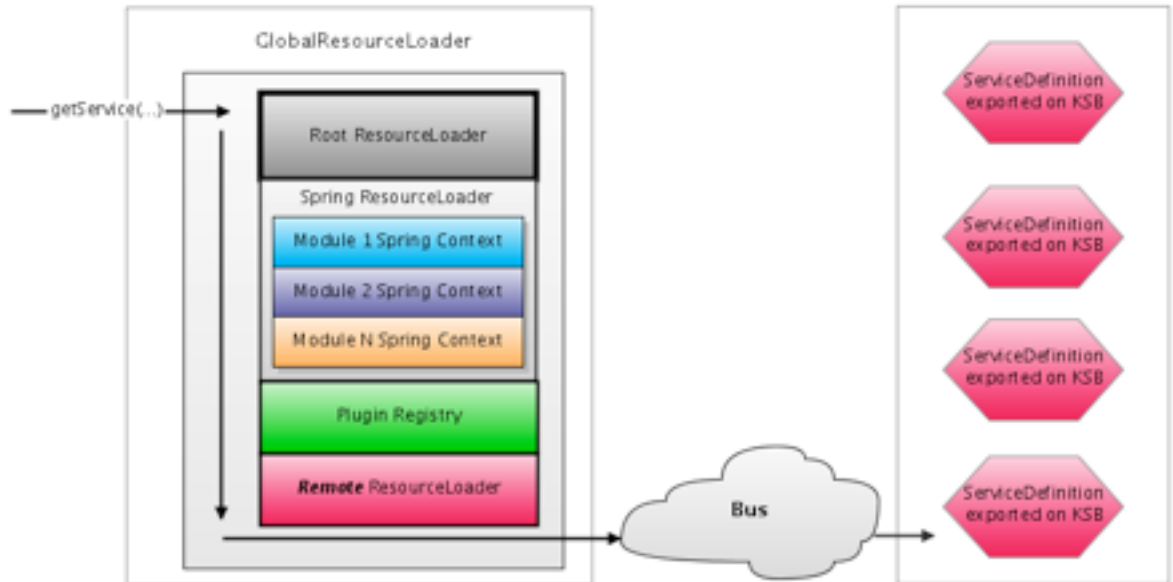 GlobalResourceLoader
getService(...)
Root ResourceLoader
Spring ResourceLoader
Module 1 Spring Context
Module 2 Spring Context
Module N Spring Context
Plugin Registry
Remote ResourceLoader
Bus
ServiceDefinition
exported on KSB
ServiceDefinition
exported on KSB
ServiceDefinition
exported on KSB
ServiceDefinition
exported on KSB